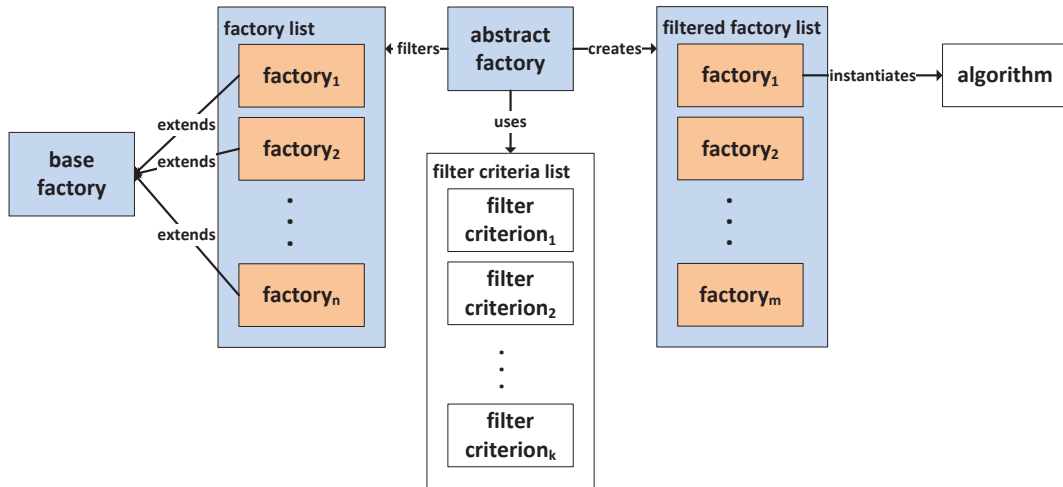 factory list
factory₁
factory₂
factoryₙ
extends
extends
extends
base
factory
filters
abstract
factory
creates
uses
filter criteria list
filter
criterion₁
filter
criterion₂
filter
criterionₖ
filtered factory list
factory₁
factory₂
factoryₘ
instantiates
algorithm